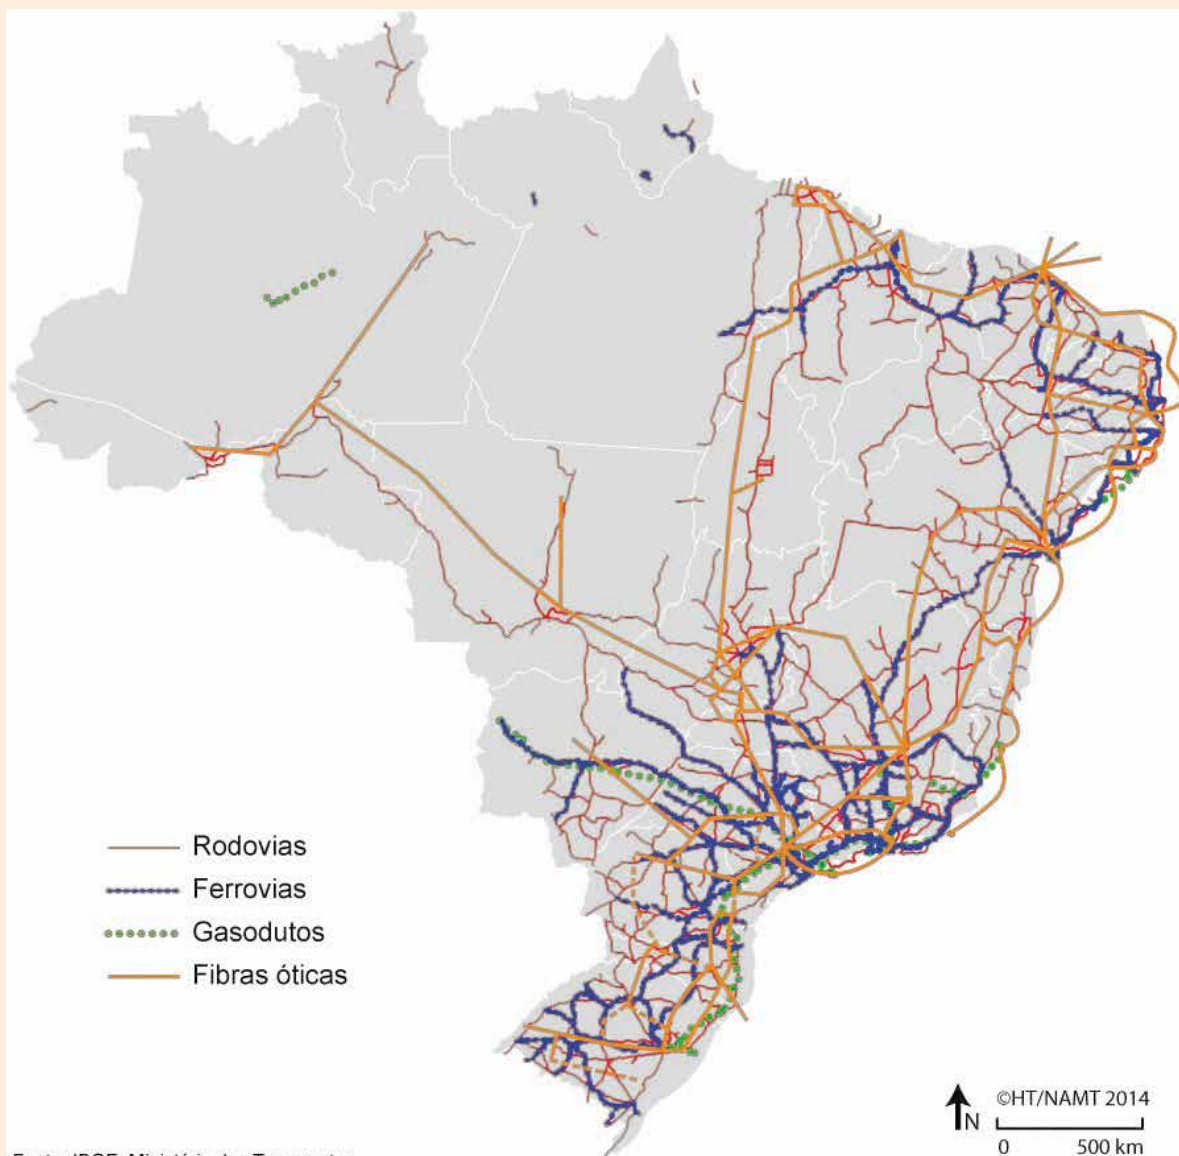 Rodovias
Ferrovias
Gasodutos
Fibras óticas
N
©HT/NAMT 2014
0 500 km